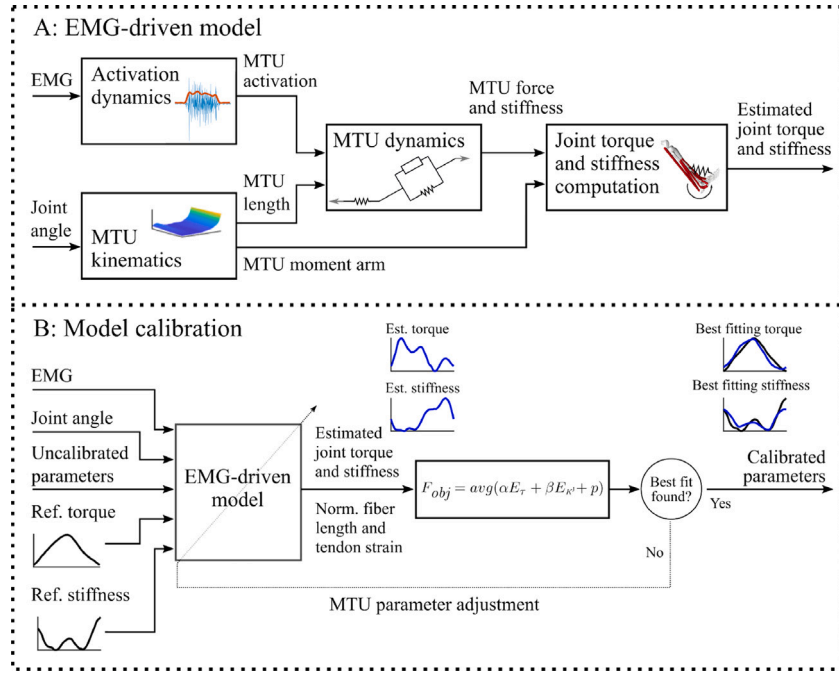 A: EMG-driven model
EMG
Activation
dynamics
MTU
activation
Joint
angle
MTU
kinematics
MTU
length
MTU moment arm
MTU dynamics
MTU force
and stiffness
Joint torque
and stiffness
computation
Estimated
joint torque
and stiffness
B: Model calibration
EMG
Joint angle
Uncalibrated
parameters
Ref. torque
Ref. stiffness
EMG-driven
model
Est. torque
Est. stiffness
Estimated
joint torque
and stiffness
Norm. fiber
length and
tendon strain
F_obj = avg(αE_τ + βE_{K^J} + p)
Best fit
found?
Yes
No
Best fitting torque
Best fitting stiffness
Calibrated
parameters
MTU parameter adjustment